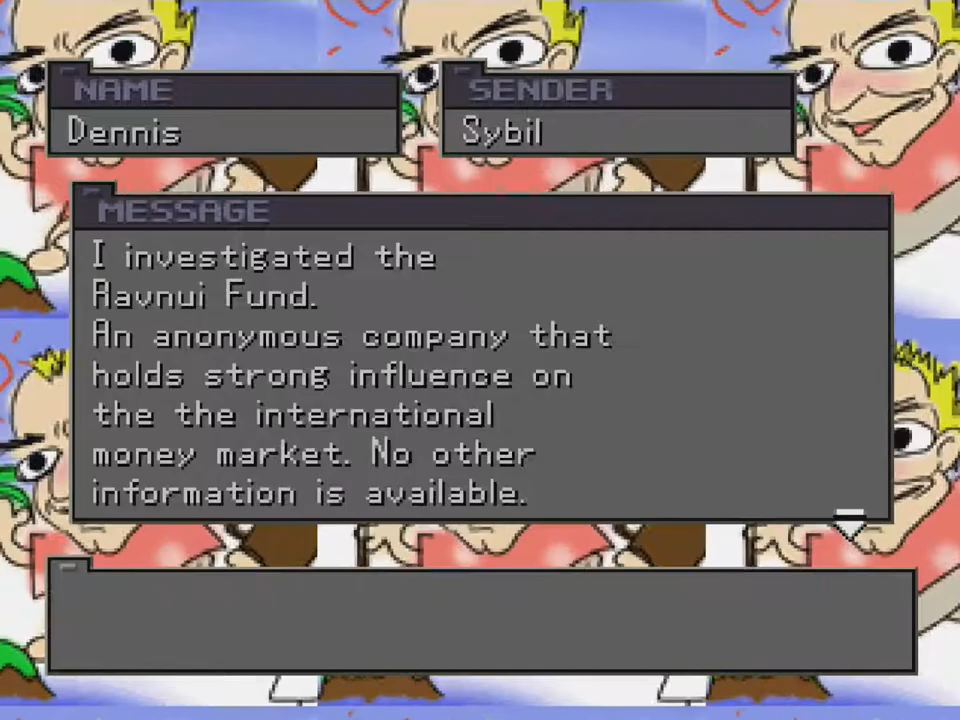 NAME
Dennis
SENDER
Sybil
MESSAGE
I investigated the
Ravnui Fund.
An anonymous company that
holds strong influence on
the the international
money market. No other
information is available.